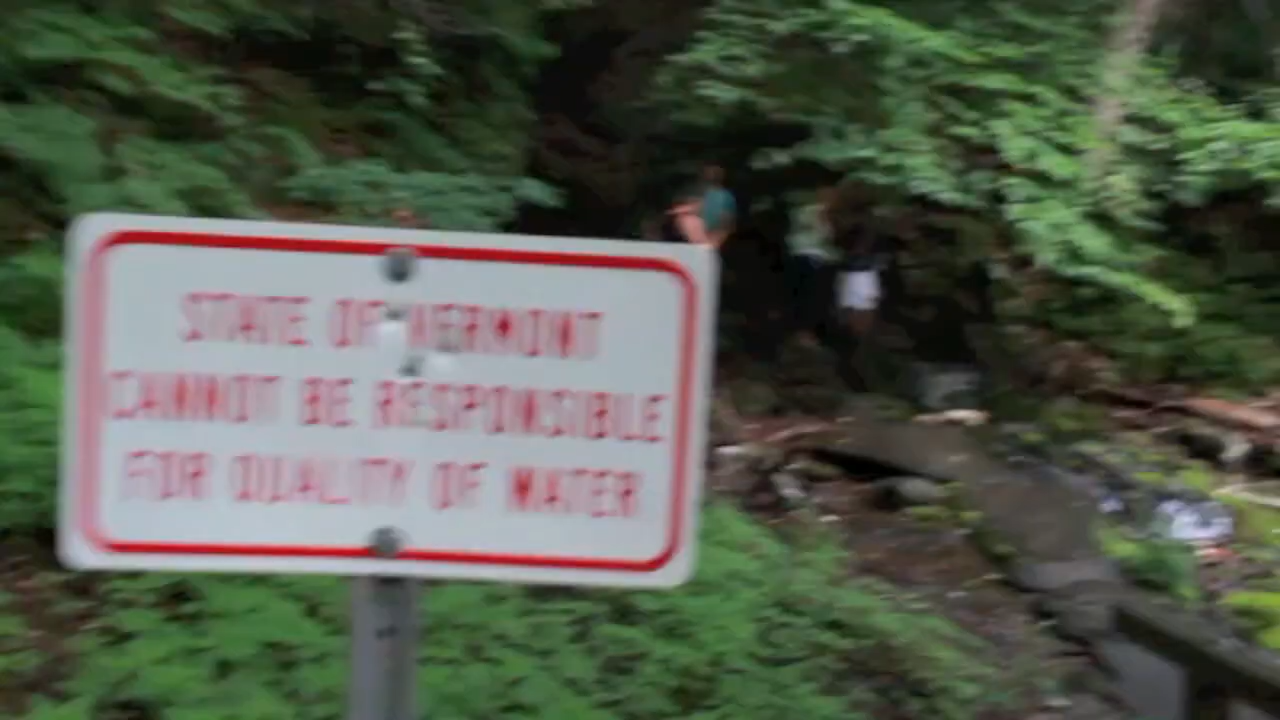 STATE OF VERMONT
CANNOT BE RESPONSIBLE
FOR QUALITY OF WATER